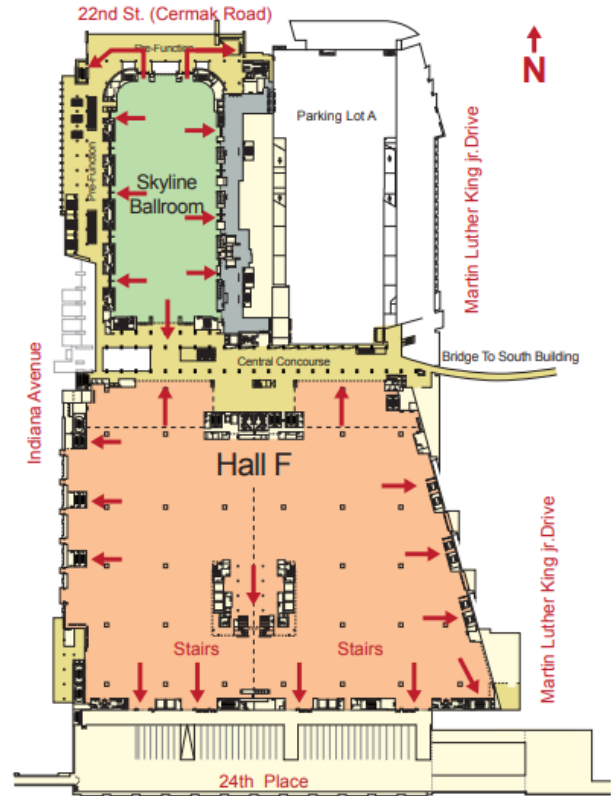 22nd St. (Cermak Road)
Pre-Function
N
Parking Lot A
Martin Luther King jr.Drive
Pre-Function
Skyline
Ballroom
Central Concourse
Bridge To South Building
Indiana Avenue
Hall F
Martin Luther King jr.Drive
Stairs
Stairs
24th Place